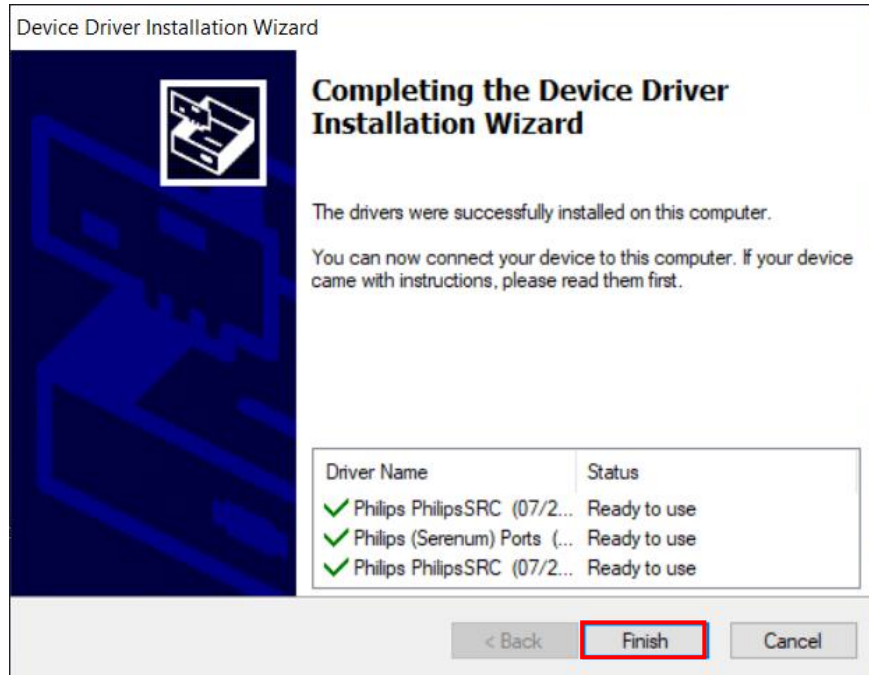 Device Driver Installation Wizard
Completing the Device Driver
Installation Wizard
The drivers were successfully installed on this computer.
You can now connect your device to this computer. If your device
came with instructions, please read them first.
Driver Name Status
Philips PhilipsSRC (07/2... Ready to use
Philips (Serenum) Ports (... Ready to use
Philips PhilipsSRC (07/2... Ready to use
< Back Finish Cancel